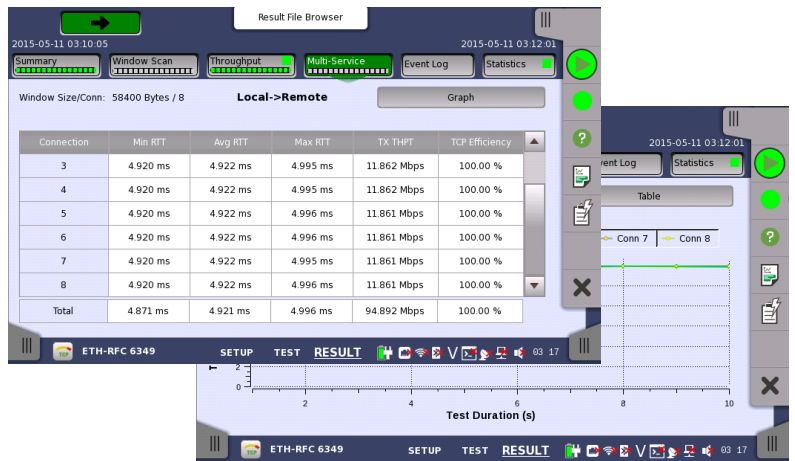 Result File Browser
2015-05-11 03:10:05
2015-05-11 03:12:01
Summary
Window Scan
Throughput
Multi-Service
Event Log
Statistics
Window Size/Conn: 58400 Bytes / 8
Local->Remote
Graph
Connection Min RTT Avg RTT Max RTT TX THPT TCP Efficiency
3 4.920 ms 4.922 ms 4.995 ms 11.862 Mbps 100.00 %
4 4.920 ms 4.922 ms 4.995 ms 11.862 Mbps 100.00 %
5 4.920 ms 4.922 ms 4.996 ms 11.861 Mbps 100.00 %
6 4.920 ms 4.922 ms 4.996 ms 11.861 Mbps 100.00 %
7 4.920 ms 4.922 ms 4.996 ms 11.861 Mbps 100.00 %
8 4.920 ms 4.922 ms 4.996 ms 11.861 Mbps 100.00 %
Total 4.871 ms 4.921 ms 4.996 ms 94.892 Mbps 100.00 %
TCP ETH-RFC 6349 SETUP TEST RESULT V 03 17
2015-05-11 03:12:01
vent Log
Statistics
Table
Conn 7 Conn 8
2
0
2 4 6 8 10
Test Duration (s)
TCP ETH-RFC 6349 SETUP TEST RESULT V 03 17